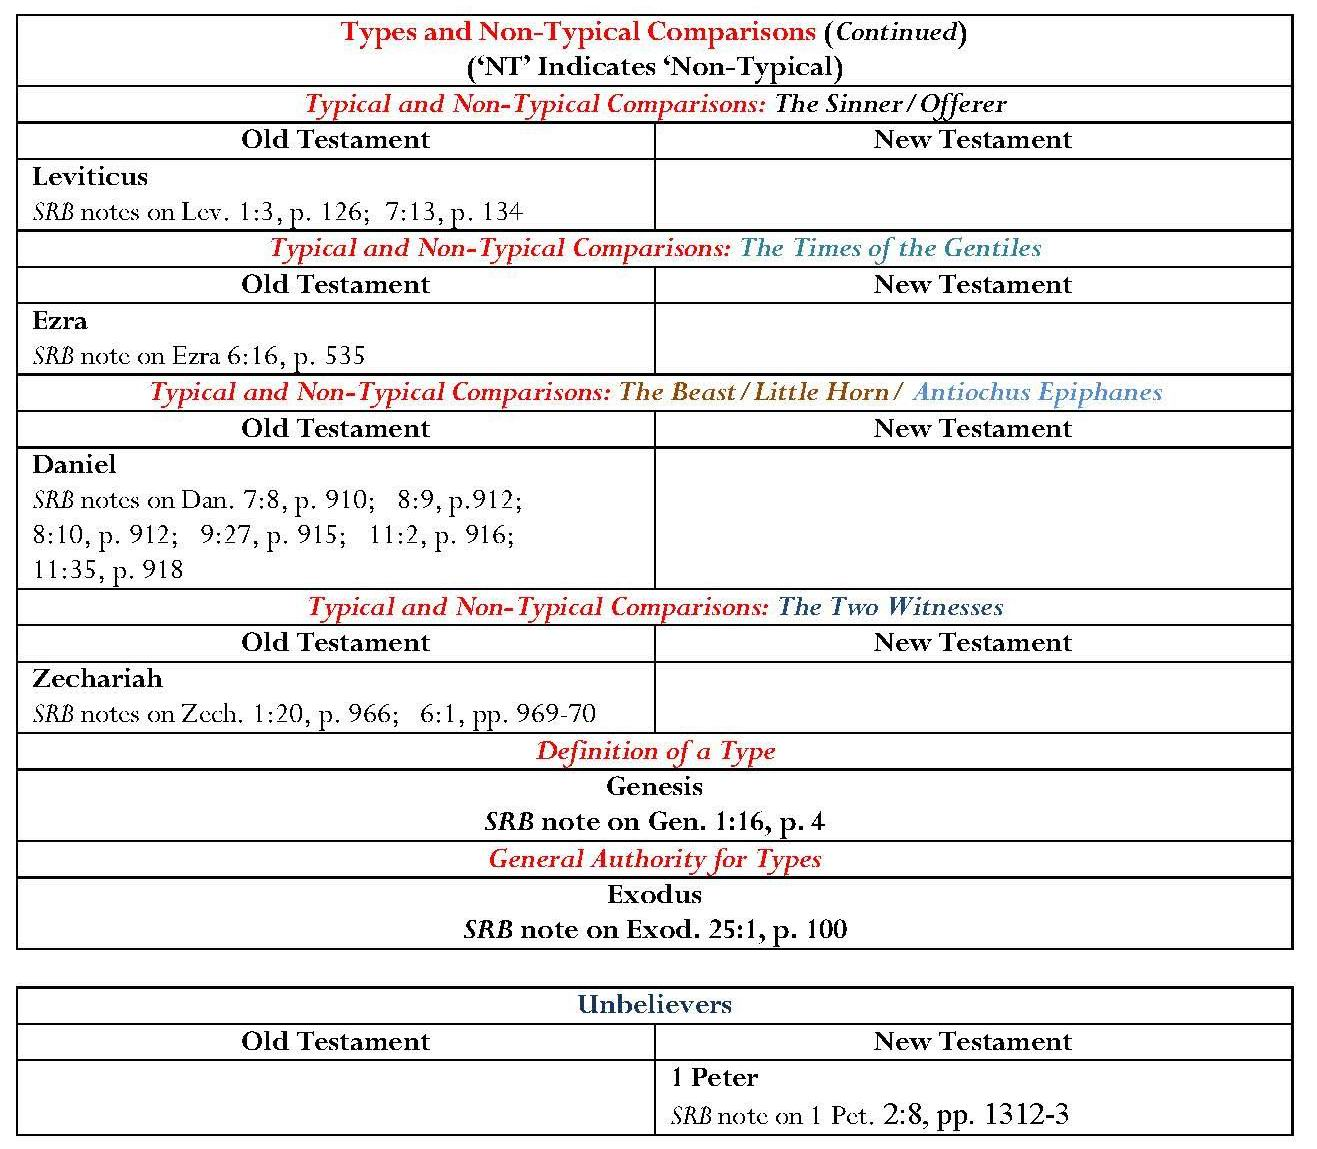 Types and Non-Typical Comparisons (Continued)
(‘NT’ Indicates ‘Non-Typical)
Typical and Non-Typical Comparisons: The Sinner/Offerer
Old Testament
New Testament
Leviticus
SRB notes on Lev. 1:3, p. 126; 7:13, p. 134
Typical and Non-Typical Comparisons: The Times of the Gentiles
Old Testament
New Testament
Ezra
SRB note on Ezra 6:16, p. 535
Typical and Non-Typical Comparisons: The Beast/Little Horn/ Antiochus Epiphanes
Old Testament
New Testament
Daniel
SRB notes on Dan. 7:8, p. 910; 8:9, p.912;
8:10, p. 912; 9:27, p. 915; 11:2, p. 916;
11:35, p. 918
Typical and Non-Typical Comparisons: The Two Witnesses
Old Testament
New Testament
Zechariah
SRB notes on Zech. 1:20, p. 966; 6:1, pp. 969-70
Definition of a Type
Genesis
SRB note on Gen. 1:16, p. 4
General Authority for Types
Exodus
SRB note on Exod. 25:1, p. 100
Unbelievers
Old Testament
New Testament
1 Peter
SRB note on 1 Pet. 2:8, pp. 1312-3